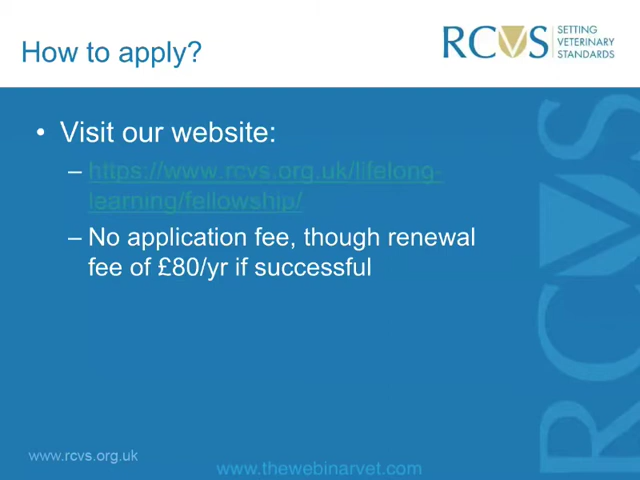 How to apply?
RCVS
SETTING
VETERINARY
STANDARDS
• Visit our website:
– https://www.rcvs.org.uk/lifelong-
learning/fellowship/
– No application fee, though renewal
fee of £80/yr if successful
RCVS
www.rcvs.org.uk
www.thewebinarvet.com